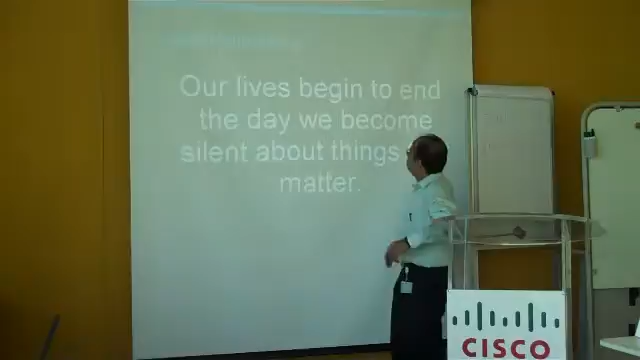 Our lives begin to end
the day we become
silent about things
matter.
CISCO